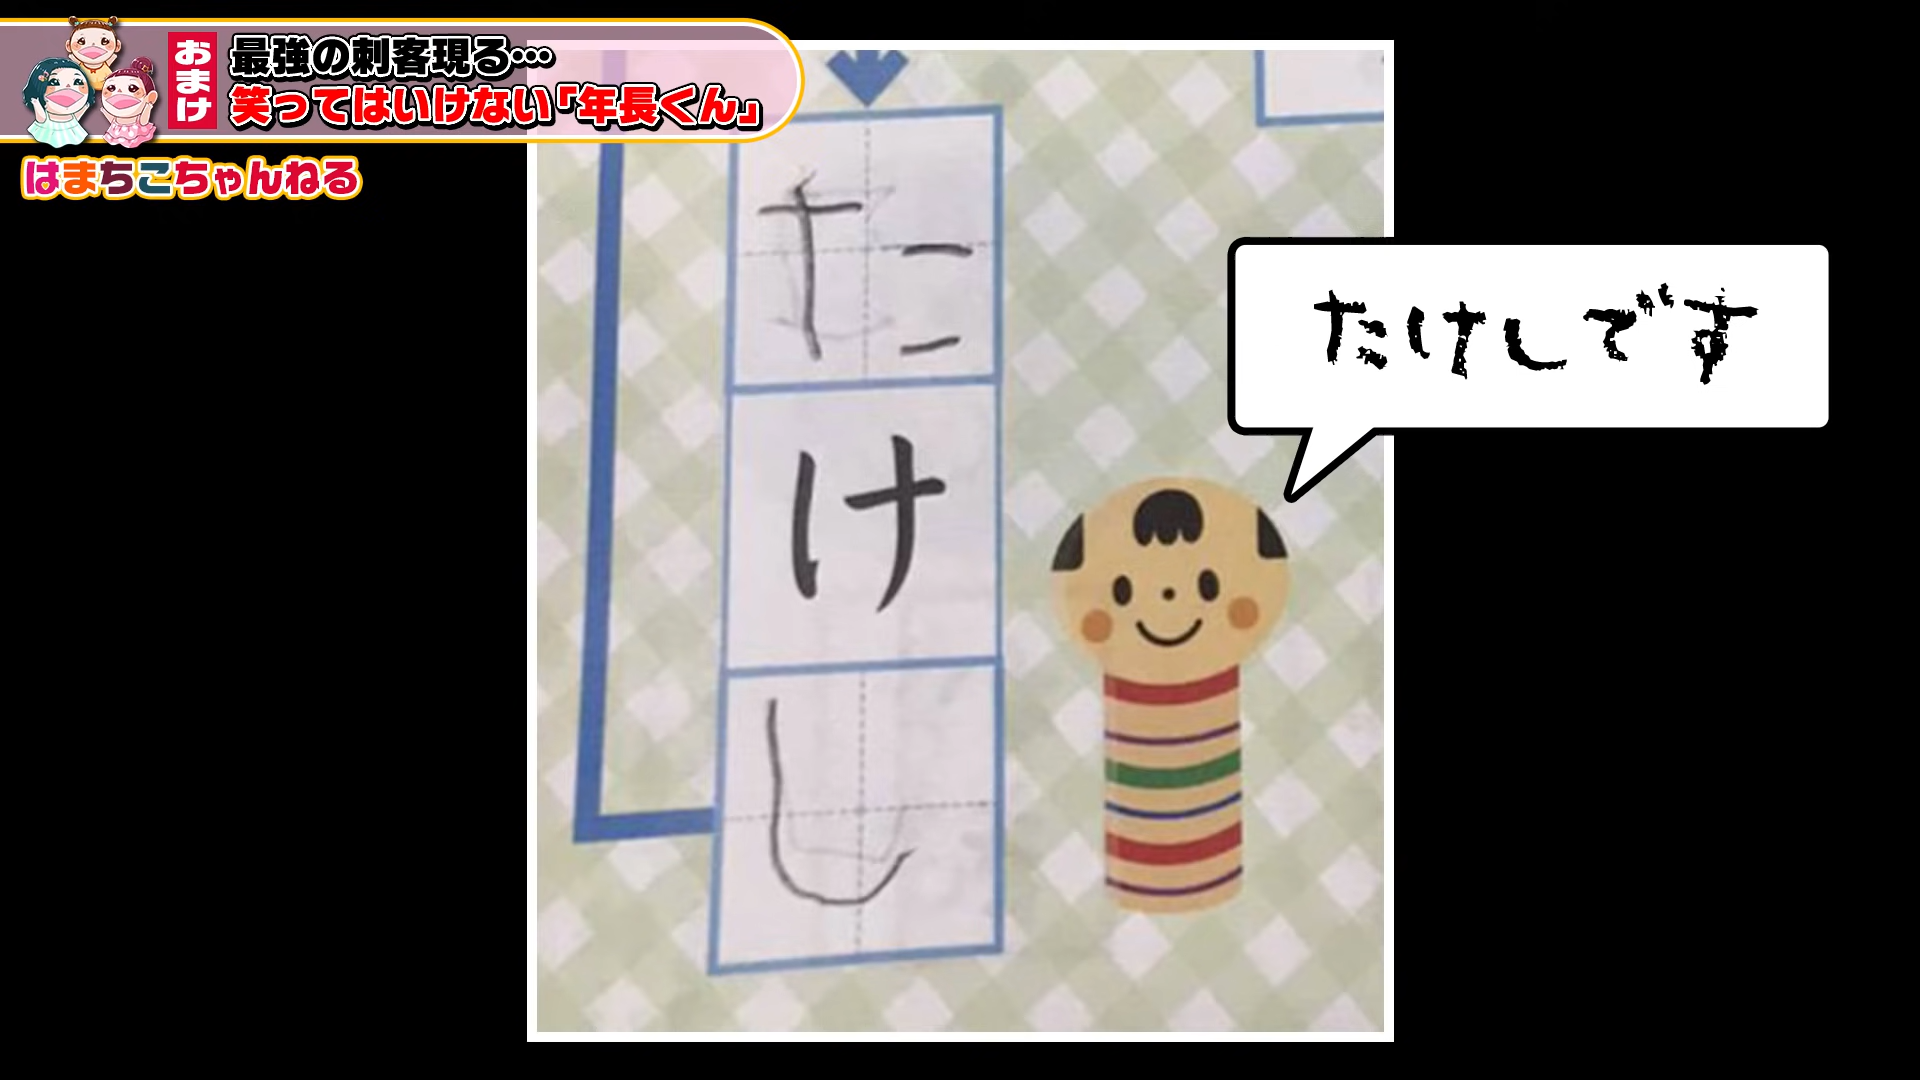 おまけ
最強の刺客現る…
笑ってはいけない「年長くん」
はまちこちゃんねる
たけし
たけしです